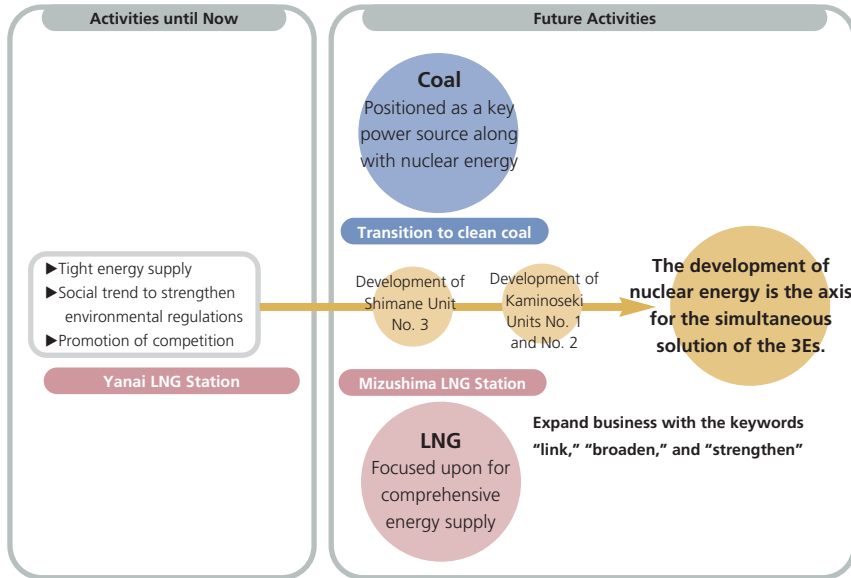 Activities until Now
▶Tight energy supply
▶Social trend to strengthen
environmental regulations
▶Promotion of competition
Yanai LNG Station
Future Activities
Coal
Positioned as a key
power source along
with nuclear energy
Transition to clean coal
Development of
Shimane Unit
No. 3
Development of
Kaminoseki
Units No. 1
and No. 2
The development of
nuclear energy is the axis
for the simultaneous
solution of the 3Es.
Mizushima LNG Station
LNG
Focused upon for
comprehensive
energy supply
Expand business with the keywords
“link,” “broaden,” and “strengthen”